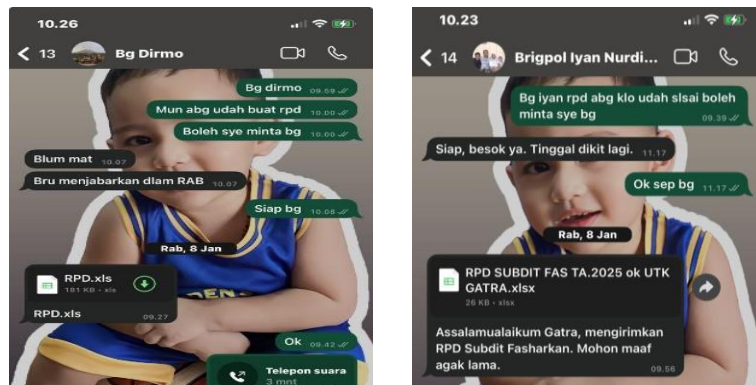 10.26
13 Bg Dirmo
Bg dirmo 09.59
Mun abg udah buat rpd 10.00
Boleh sye minta bg 10.00
Blum mat 10.07
Bru menjabarkan dlam RAB 10.07
Siap bg 10.08
Rab, 8 Jan
RPD.xls
191 KB • xls
RPD.xls 09.27
Ok 09.42
Telepon suara
3 mnt
10.23
14 Brigpol Iyan Nurdi...
Bg iyan rpd abg klo udah slsai boleh
minta sye bg 09.39
Siap, besok ya. Tinggal dikit lagi. 11.17
Ok sep bg 11.17
Rab, 8 Jan
RPD SUBDIT FAS TA.2025 ok UTK
GATRA.xlsx
26 KB • xlsx
Assalamualaikum Gatra, mengirimkan
RPD Subdit Fasharkan. Mohon maaf
agak lama. 09.56